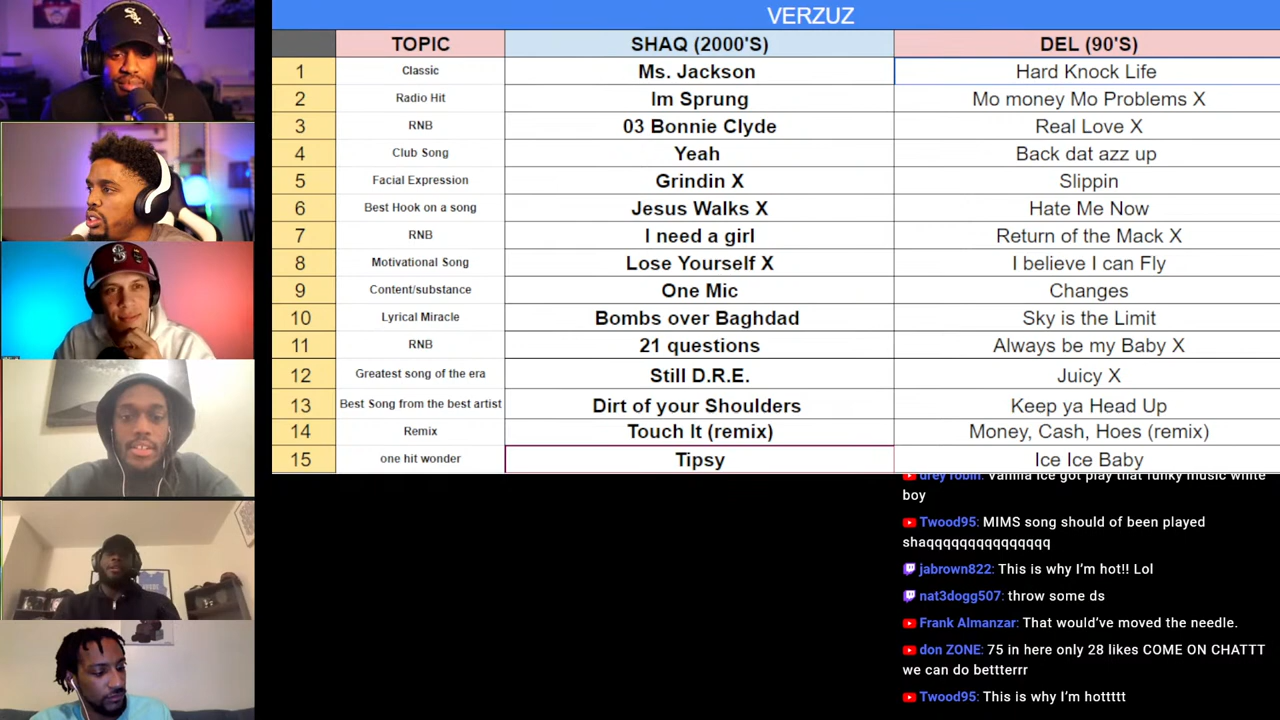 VERZUZ
TOPIC SHAQ (2000'S) DEL (90'S)
1 Classic Ms. Jackson Hard Knock Life
2 Radio Hit Im Sprung Mo money Mo Problems X
3 RNB 03 Bonnie Clyde Real Love X
4 Club Song Yeah Back dat azz up
5 Facial Expression Grindin X Slippin
6 Best Hook on a song Jesus Walks X Hate Me Now
7 RNB I need a girl Return of the Mack X
8 Motivational Song Lose Yourself X I believe I can Fly
9 Content/substance One Mic Changes
10 Lyrical Miracle Bombs over Baghdad Sky is the Limit
11 RNB 21 questions Always be my Baby X
12 Greatest song of the era Still D.R.E. Juicy X
13 Best Song from the best artist Dirt of your Shoulders Keep ya Head Up
14 Remix Touch It (remix) Money, Cash, Hoes (remix)
15 one hit wonder Tipsy Ice Ice Baby
drey robin: Vanilla ice got play that funky music white
boy
Twood95: MIMS song should of been played
shaqqqqqqqqqqqqqqq
jabrown822: This is why I'm hot!! Lol
nat3dogg507: throw some ds
Frank Almanzar: That would've moved the needle.
don ZONE: 75 in here only 28 likes COME ON CHATTT
we can do bettterrr
Twood95: This is why I'm hottttt